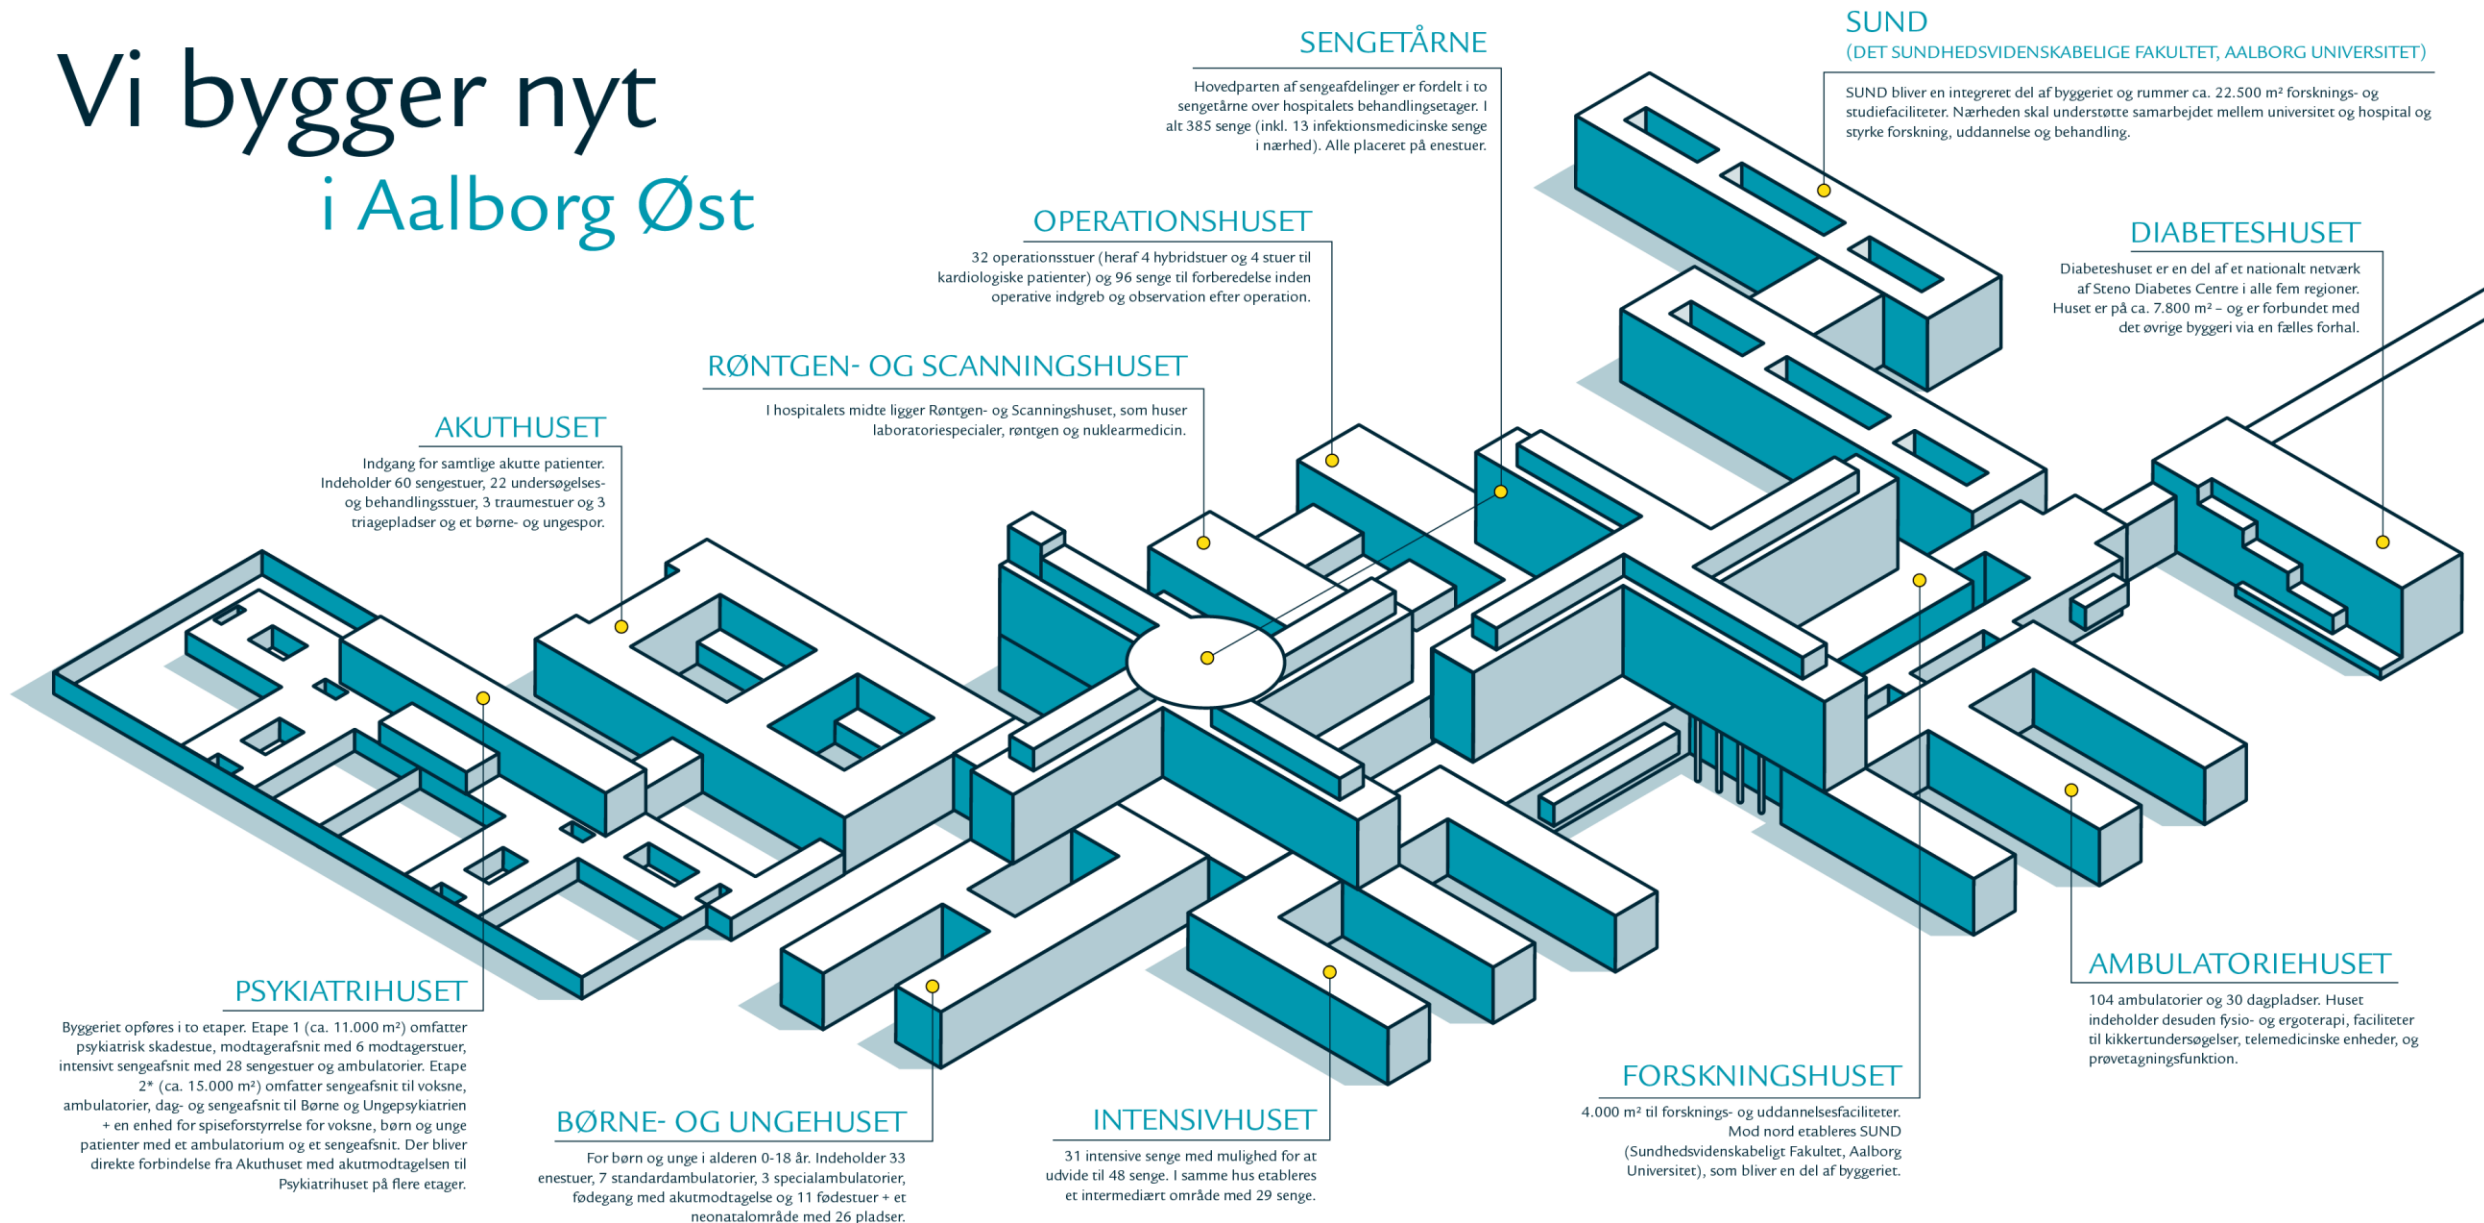 Vi bygger nyt
i Aalborg Øst
SENGETÅRNE
Hovedparten af sengeafdelinger er fordelt i to
sengetårne over hospitalets behandlingsetager. I
alt 385 senge (inkl. 13 infektionsmedicinske senge
i nærhed). Alle placeret på enestuer.
SUND
(DET SUNDHEDSVIDENSKABELIGE FAKULTET, AALBORG UNIVERSITET)
SUND bliver en integreret del af byggeriet og rummer ca. 22.500 m² forsknings- og
studiefaciliteter. Nærheden skal understøtte samarbejdet mellem universitet og hospital og
styrke forskning, uddannelse og behandling.
OPERATIONSHUSET
32 operationsstuer (heraf 4 hybridstuer og 4 stuer til
kardiologiske patienter) og 96 senge til forberedelse inden
operative indgreb og observation efter operation.
DIABETESHUSET
Diabeteshuset er en del af et nationalt netværk
af Steno Diabetes Centre i alle fem regioner.
Huset er på ca. 7.800 m² – og er forbundet med
det øvrige byggeri via en fælles forhal.
RØNTGEN- OG SCANNINGSHUSET
I hospitalets midte ligger Røntgen- og Scanningshuset, som huser
laboratoriespecialer, røntgen og nuklearmedicin.
AKUTHUSET
Indgang for samtlige akutte patienter.
Indeholder 60 sengestuer, 22 undersøgelses-
og behandlingsstuer, 3 traumestuer og 3
triagepladser og et børne- og ungespor.
PSYKIATRIHUSET
Byggeriet opføres i to etaper. Etape 1 (ca. 11.000 m²) omfatter
psykiatrisk skadestue, modtagerafsnit med 6 modtagerstuer,
intensivt sengeafsnit med 28 sengestuer og ambulatorier. Etape
2* (ca. 15.000 m²) omfatter sengeafsnit til voksne,
ambulatorier, dag- og sengeafsnit til Børne og Ungepsykiatrien
+ en enhed for spiseforstyrrelse for voksne, børn og unge
patienter med et ambulatorium og et sengeafsnit. Der bliver
direkte forbindelse fra Akuthuset med akutmodtagelsen til
Psykiatrihuset på flere etager.
BØRNE- OG UNGEHUSET
For børn og unge i alderen 0-18 år. Indeholder 33
enestuer, 7 standardambulatorier, 3 specialambulatorier,
fødegang med akutmodtagelse og 11 fødestuer + et
neonatalområde med 26 pladser.
INTENSIVHUSET
31 intensive senge med mulighed for at
udvide til 48 senge. I samme hus etableres
et intermediært område med 29 senge.
FORSKNINGSHUSET
4.000 m² til forsknings- og uddannelsesfaciliteter.
Mod nord etableres SUND
(Sundhedsvidenskabeligt Fakultet, Aalborg
Universitet), som bliver en del af byggeriet.
AMBULATORIEHUSET
104 ambulatorier og 30 dagpladser. Huset
indeholder desuden fysio- og ergoterapi, faciliteter
til kikkertundersøgelser, telemedicinske enheder, og
prøvetagningsfunktion.